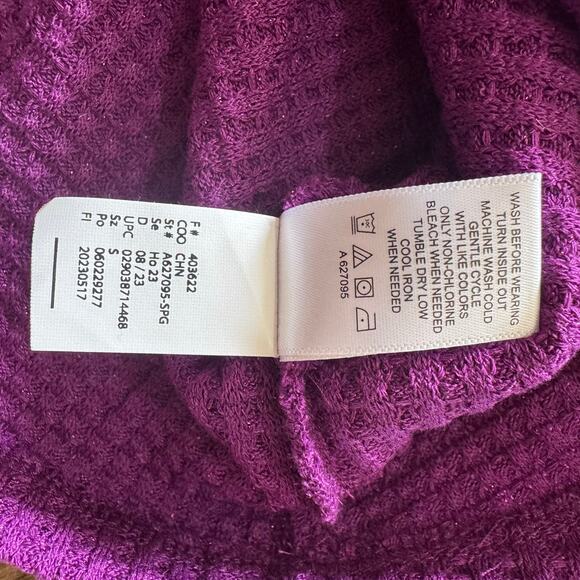 F# 403622
COO CHN
St# A627095-SPG
Se Ho 23
D 08 / 23
UPC 029038714468
Sz S
Po 060229277
FI 20230517
WASH BEFORE WEARING
TURN INSIDE OUT
MACHINE WASH COLD
GENTLE CYCLE
WITH LIKE COLORS
ONLY NON-CHLORINE
BLEACH WHEN NEEDED
TUMBLE DRY LOW
COOL IRON
WHEN NEEDED
A 627095